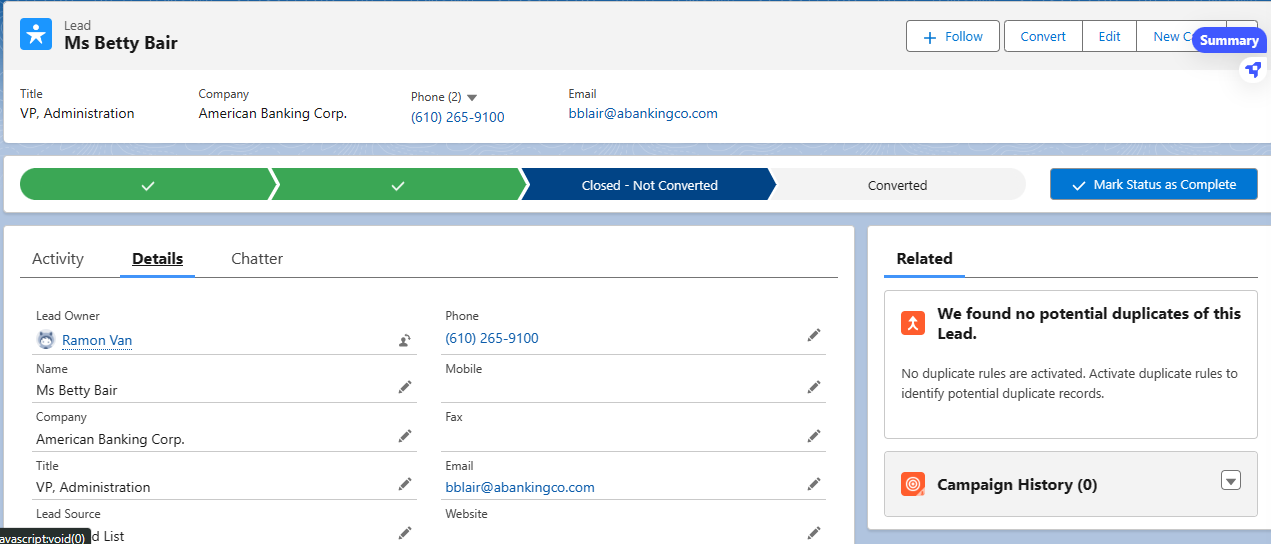 Lead
Ms Betty Bair
Follow
Convert
Edit
New
Summary
Title
Company
Phone (2)
Email
VP, Administration
American Banking Corp.
(610) 265-9100
bblair@abankingco.com
Closed - Not Converted
Converted
Mark Status as Complete
Activity
Details
Chatter
Lead Owner
Ramon Van
Name
Ms Betty Bair
Company
American Banking Corp.
Title
VP, Administration
Lead Source
d List
avascript:void(0)
Phone
(610) 265-9100
Mobile
Fax
Email
bblair@abankingco.com
Website
Related
We found no potential duplicates of this
Lead.
No duplicate rules are activated. Activate duplicate rules to
identify potential duplicate records.
Campaign History (0)